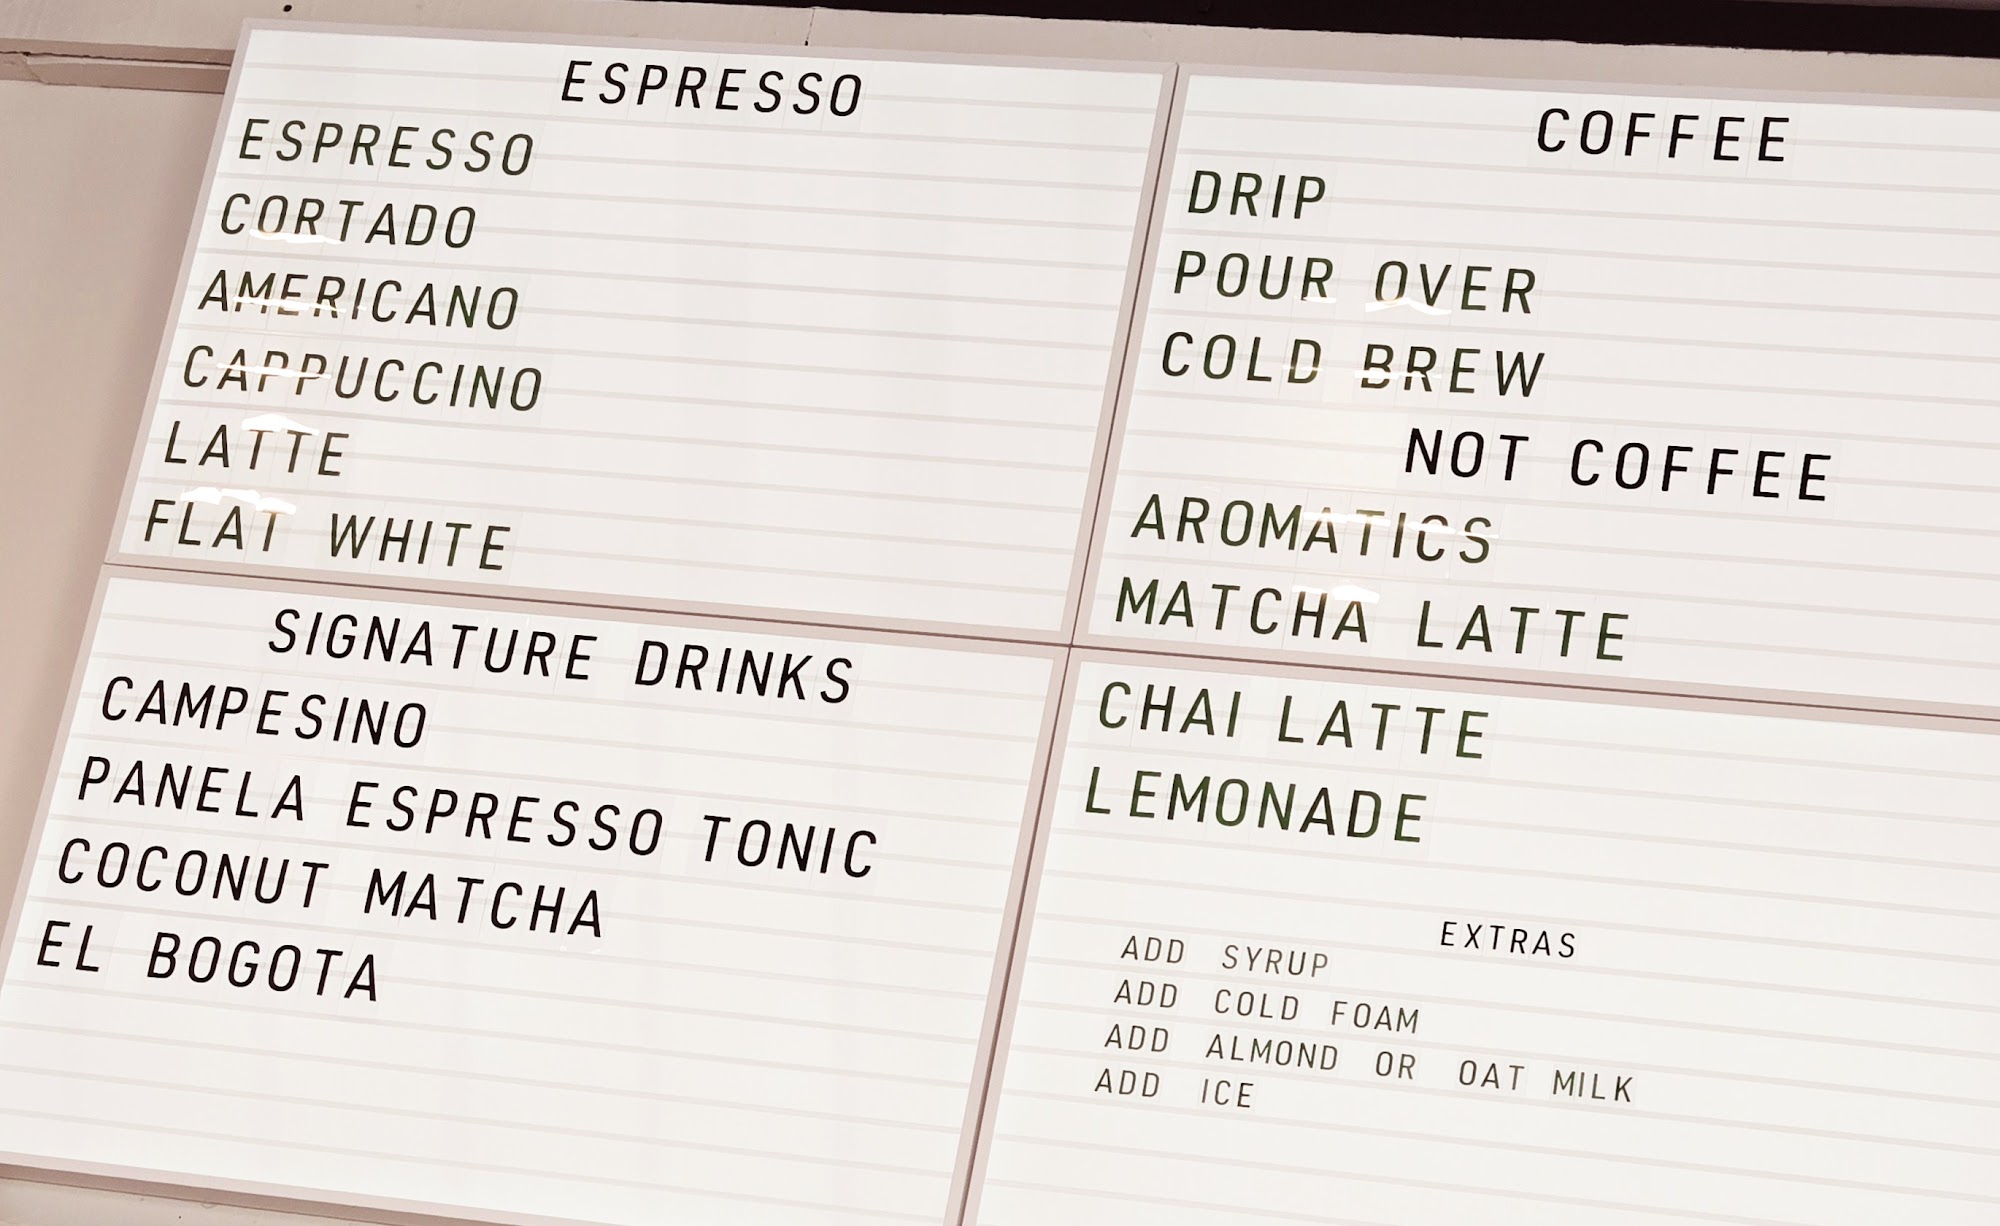 ESPRESSO
ESPRESSO
CORTADO
AMERICANO
CAPPUCCINO
LATTE
FLAT WHITE
SIGNATURE DRINKS
CAMPESINO
PANELA ESPRESSO TONIC
COCONUT MATCHA
EL BOGOTA
COFFEE
DRIP
POUR OVER
COLD BREW
NOT COFFEE
AROMATICS
MATCHA LATTE
CHAI LATTE
LEMONADE
EXTRAS
ADD SYRUP
ADD COLD FOAM
ADD ALMOND OR OAT MILK
ADD ICE